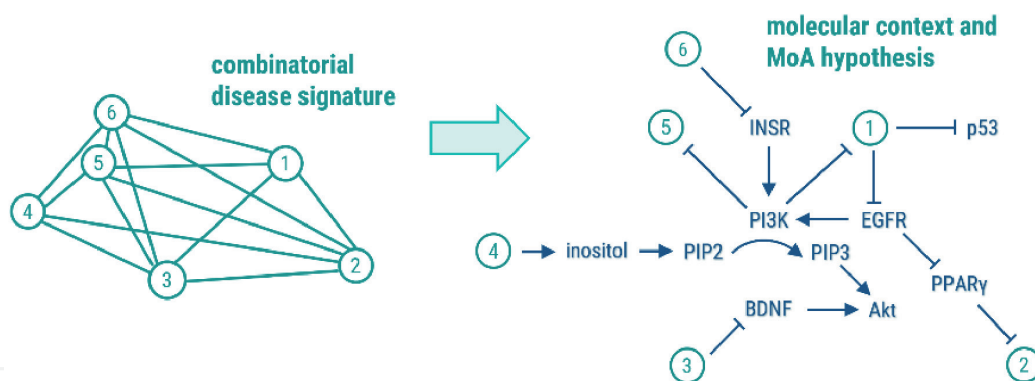 combinatorial
disease signature
6
5
1
4
2
3
molecular context and
MoA hypothesis
6
5
INSR
1
p53
PI3K
EGFR
4
inositol
PIP2
PIP3
PPARγ
BDNF
Akt
3
2